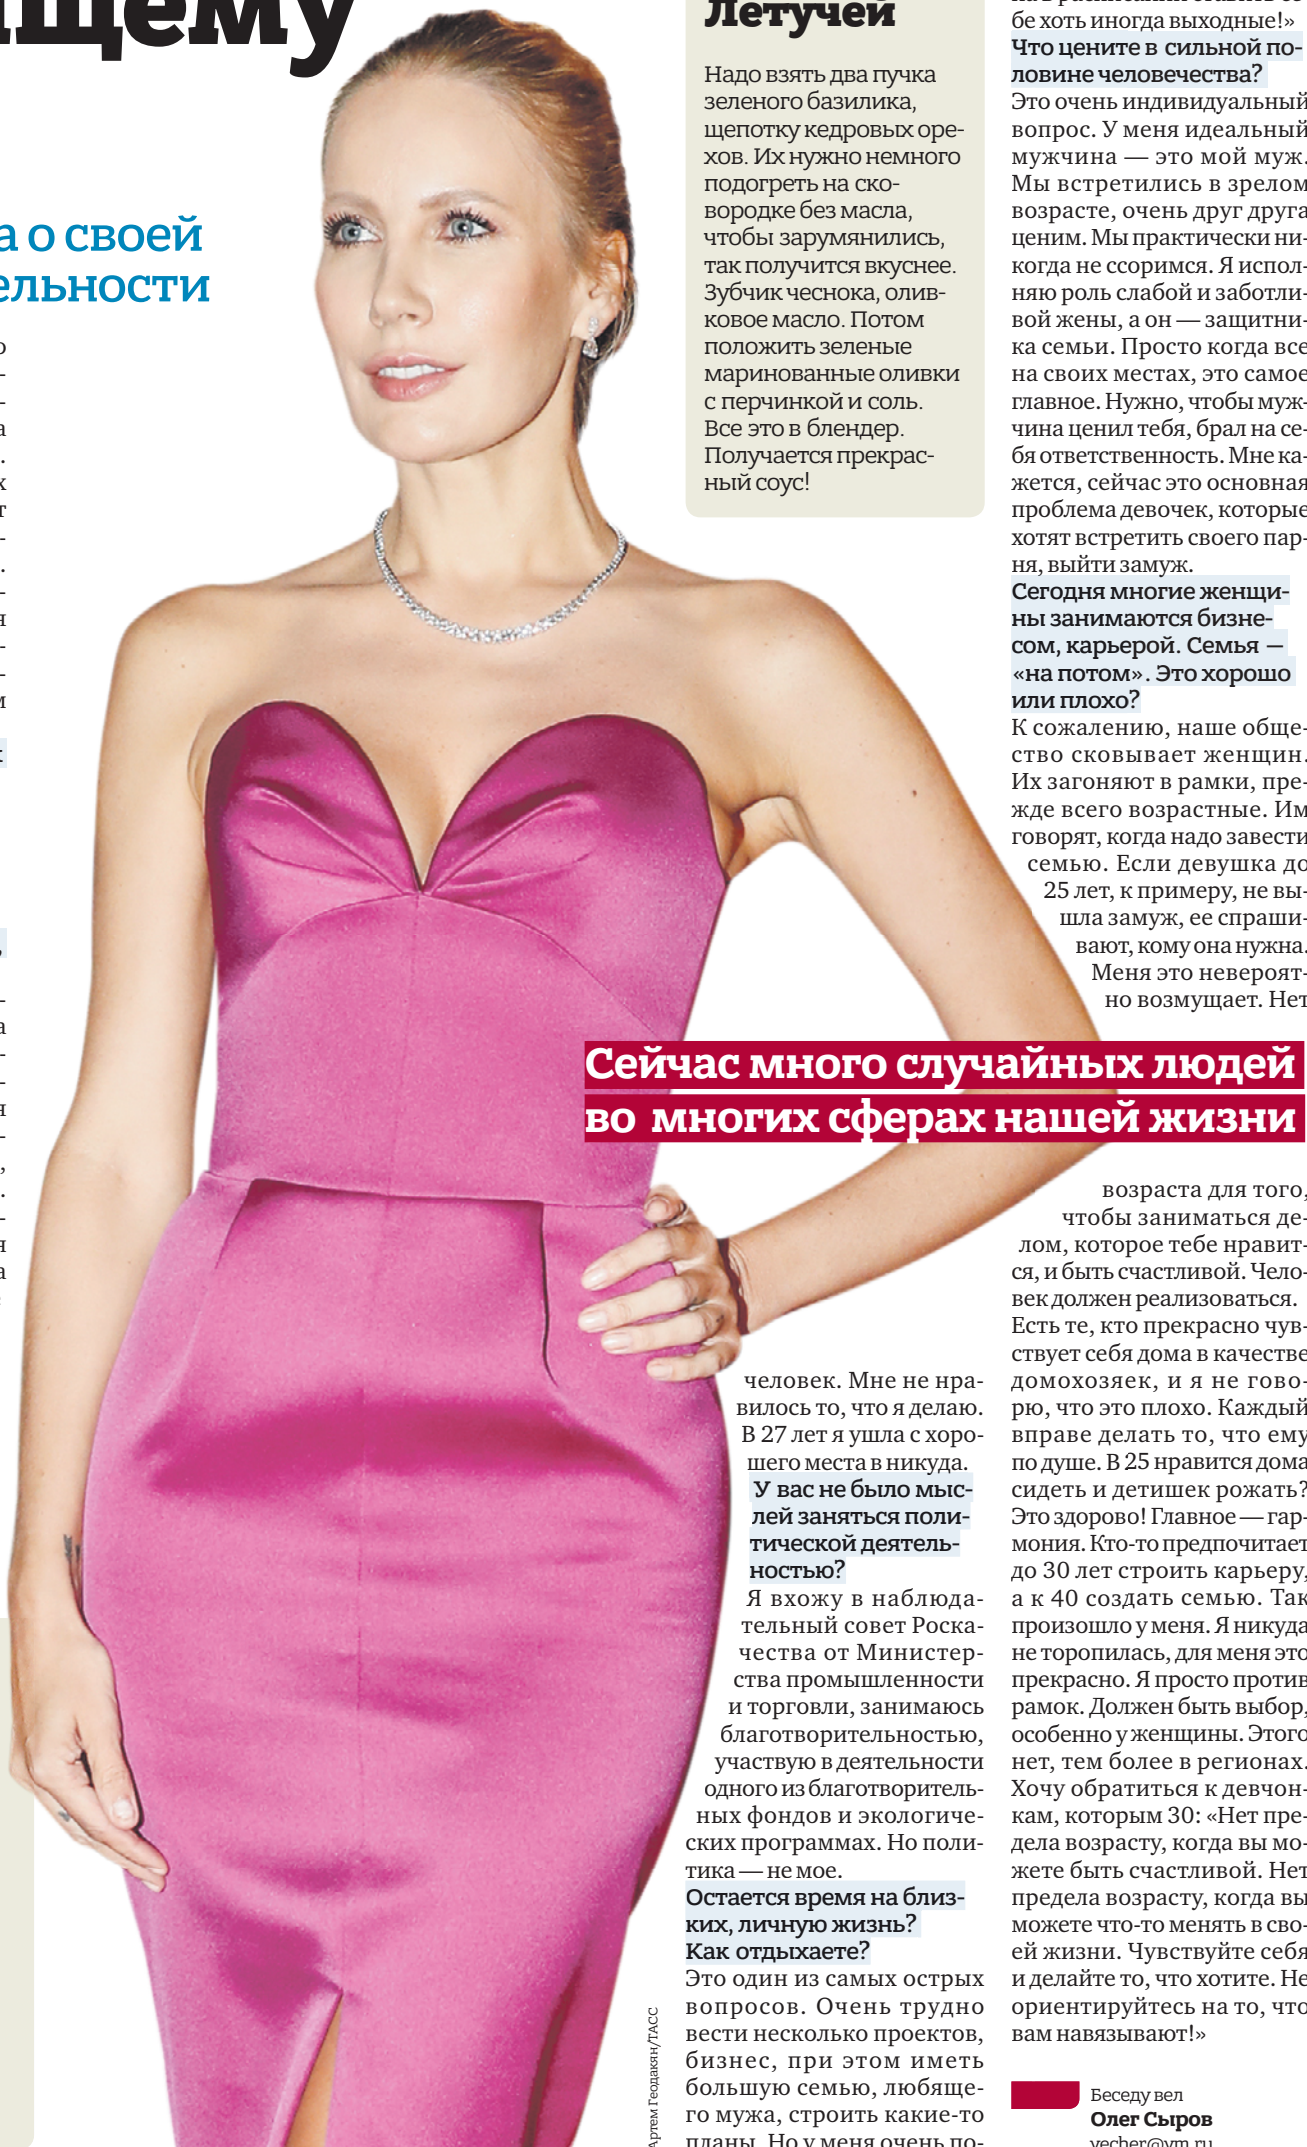 ищему
а о своей
ельности
Летучей
Надо взять два пучка
зеленого базилика,
щепотку кедровых оре-
хов. Их нужно немного
подогреть на ско-
вородке без масла,
чтобы зарумянились,
так получится вкуснее.
Зубчик чеснока, олив-
ковое масло. Потом
положить зеленые
маринованные оливки
с перчинкой и соль.
Все это в блендер.
Получается прекрас-
ный соус!
человек. Мне не нра-
вилось то, что я делаю.
В 27 лет я ушла с хоро-
шего места в никуда.
У вас не было мыс-
лей заняться поли-
тической деятель-
ностью?
Я вхожу в наблюда-
тельный совет Роска-
чества от Министер-
ства промышленности
и торговли, занимаюсь
благотворительностью,
участвую в деятельности
одного из благотворитель-
ных фондов и экологиче-
ских программах. Но поли-
тика — не мое.
Остается время на близ-
ких, личную жизнь?
Как отдыхаете?
Это один из самых острых
вопросов. Очень трудно
вести несколько проектов,
бизнес, при этом иметь
большую семью, любяще-
го мужа, строить какие-то
планы. Но у меня очень по-
бе хоть иногда выходные!»
Что цените в сильной по-
ловине человечества?
Это очень индивидуальный
вопрос. У меня идеальный
мужчина — это мой муж.
Мы встретились в зрелом
возрасте, очень друг друга
ценим. Мы практически ни-
когда не ссоримся. Я испол-
няю роль слабой и заботли-
вой жены, а он — защитни-
ка семьи. Просто когда все
на своих местах, это самое
главное. Нужно, чтобы муж-
чина ценил тебя, брал на се-
бя ответственность. Мне ка-
жется, сейчас это основная
проблема девочек, которые
хотят встретить своего пар-
ня, выйти замуж.
Сегодня многие женщи-
ны занимаются бизне-
сом, карьерой. Семья —
«на потом». Это хорошо
или плохо?
К сожалению, наше обще-
ство сковывает женщин.
Их загоняют в рамки, пре-
жде всего возрастные. Им
говорят, когда надо завести
семью. Если девушка до
25 лет, к примеру, не вы-
шла замуж, ее спраши-
вают, кому она нужна.
Меня это невероят-
но возмущает. Нет
Сейчас много случайных людей
во многих сферах нашей жизни
возраста для того,
чтобы заниматься де-
лом, которое тебе нравит-
ся, и быть счастливой. Чело-
век должен реализоваться.
Есть те, кто прекрасно чув-
ствует себя дома в качестве
домохозяек, и я не гово-
рю, что это плохо. Каждый
вправе делать то, что ему
по душе. В 25 нравится дома
сидеть и детишек рожать?
Это здорово! Главное — гар-
мония. Кто-то предпочитает
до 30 лет строить карьеру,
а к 40 создать семью. Так
произошло у меня. Я никуда
не торопилась, для меня это
прекрасно. Я просто против
рамок. Должен быть выбор,
особенно у женщины. Этого
нет, тем более в регионах.
Хочу обратиться к девчон-
кам, которым 30: «Нет пре-
дела возрасту, когда вы мо-
жете быть счастливой. Нет
предела возрасту, когда вы
можете что-то менять в сво-
ей жизни. Чувствуйте себя
и делайте то, что хотите. Не
ориентируйтесь на то, что
вам навязывают!»
Беседу вел
Олег Сыров
vecher@vm.ru
Артем Геодакян/ТАСС